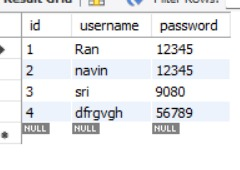 Result Grid Filter Rows:
id username password
1 Ran 12345
2 navin 12345
3 sri 9080
4 dfrgvgh 56789
NULL NULL NULL